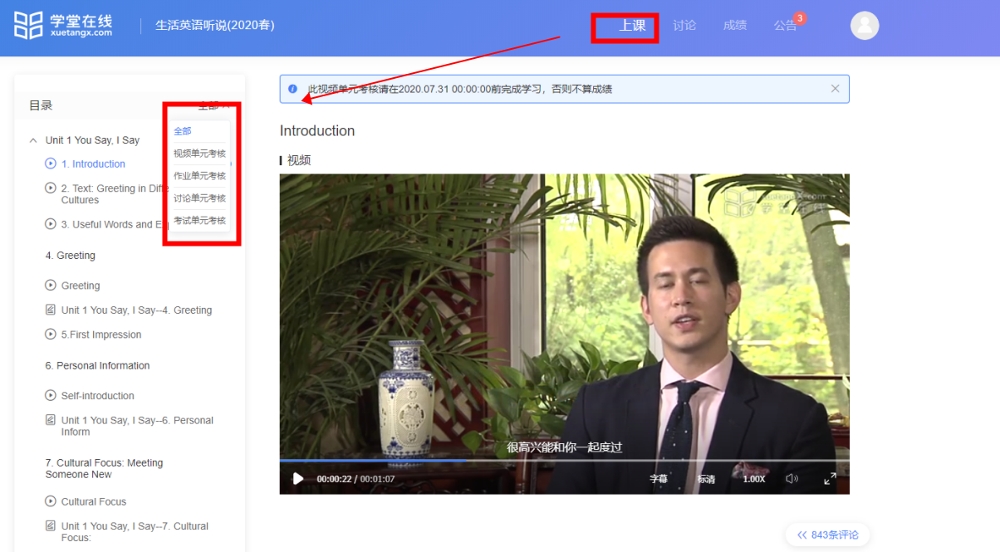 学堂在线
xuetangx.com
生活英语听说(2020春)
上课
讨论
成绩
公告
3
此视频单元考核请在2020.07.31 00:00:00前完成学习，否则不算成绩
目录
全部
全部
视频单元考核
作业单元考核
讨论单元考核
考试单元考核
Unit 1 You Say, I Say
1. Introduction
2. Text: Greeting in Diffe
Cultures
3. Useful Words and E
4. Greeting
Greeting
Unit 1 You Say, I Say--4. Greeting
5.First Impression
6. Personal Information
Self-introduction
Unit 1 You Say, I Say--6. Personal
Inform
7. Cultural Focus: Meeting
Someone New
Cultural Focus
Unit 1 You Say, I Say--7. Cultural
Focus:
Introduction
视频
xuetangX.com
学堂在线
很高兴能和你一起度过
00:00:22 / 00:01:07
字幕
标清
1.00X
843条评论